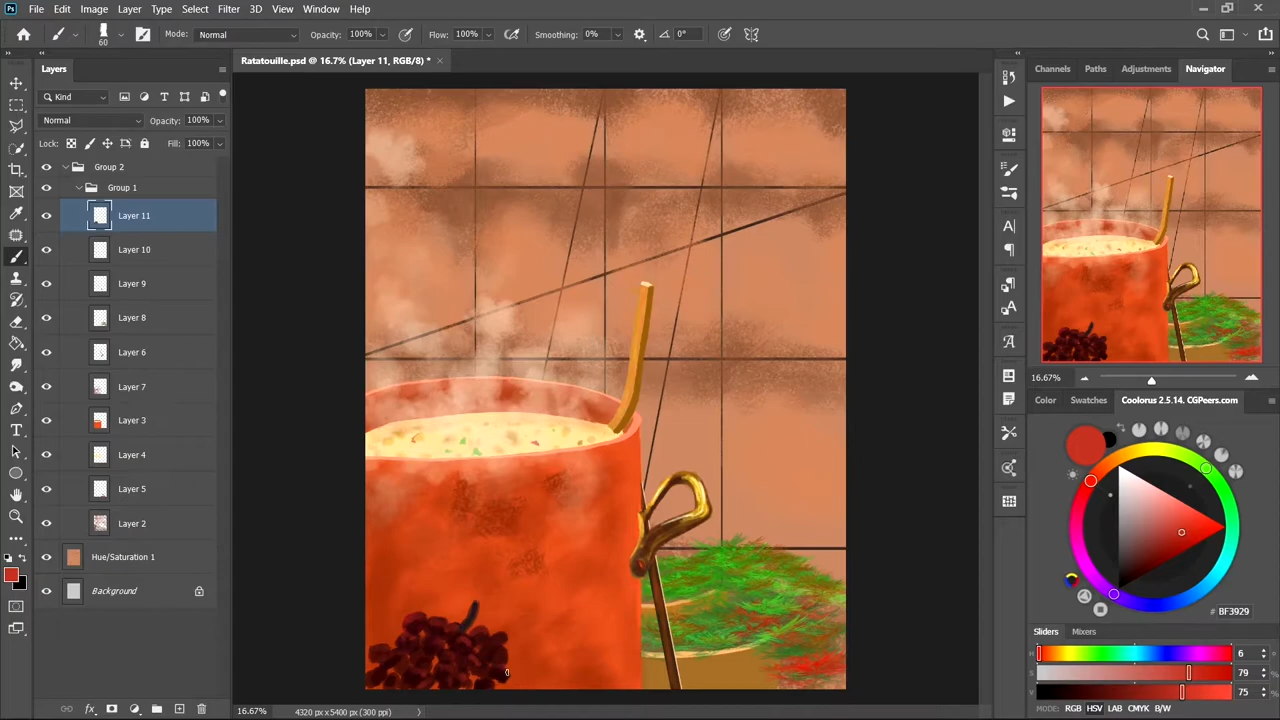 Ps File Edit Image Layer Type Select Filter 3D View Window Help
60 Mode: Normal Opacity: 100% Flow: 100% Smoothing: 0% 0°
Layers
Ratatouille.psd @ 16.7% (Layer 11, RGB/8) *
Channels Paths Adjustments Navigator
Kind
Normal Opacity: 100%
Lock: Fill: 100%
Group 2
Group 1
Layer 11
Layer 10
Layer 9
Layer 8
Layer 6
Layer 7
Layer 3
Layer 4
Layer 5
Layer 2
Hue/Saturation 1
Background
fx
16.67% 4320 px x 5400 px (300 ppi)
16.67%
Color Swatches Coolorus 2.5.14. CGPeers.com
# BF3929
Sliders Mixers
H 6
S 79
V 75
MODE: RGB HSV LAB CMYK B/W